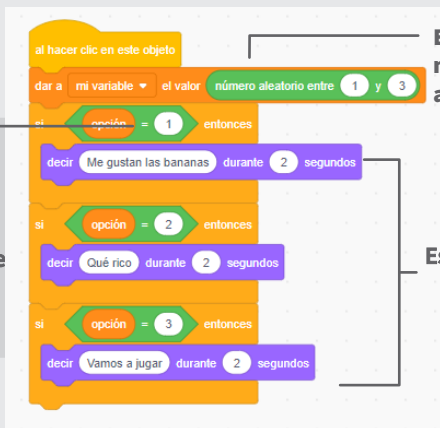 al hacer clic en este objeto
dar a mi variable el valor número aleatorio entre 1 y 3
si opción = 1 entonces
decir Me gustan las bananas durante 2 segundos
si opción = 2 entonces
decir Qué rico durante 2 segundos
si opción = 3 entonces
decir Vamos a jugar durante 2 segundos